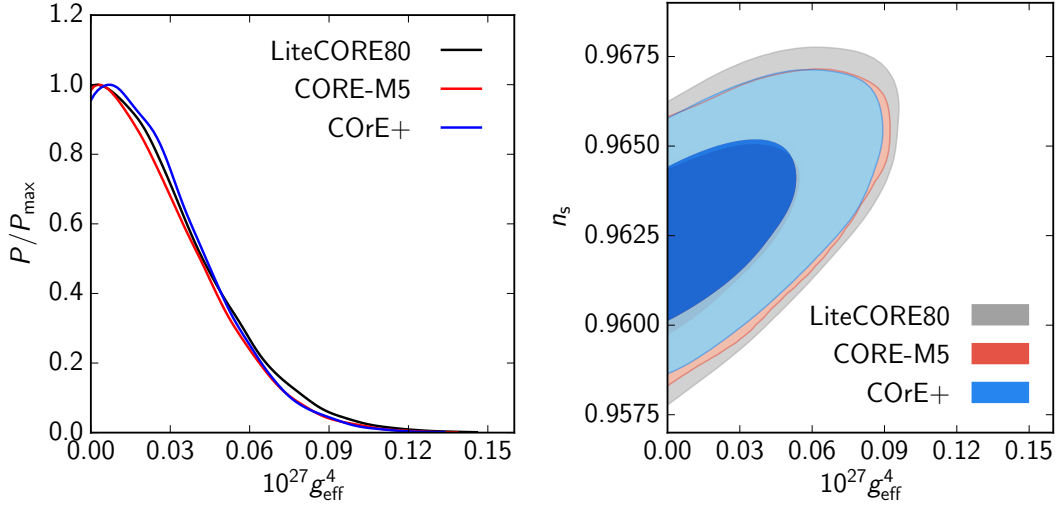 1.2
1.0
0.8
0.6
0.4
0.2
0.0
P/P_max
LiteCORE80
CORE-M5
COrE+
0.00 0.03 0.06 0.09 0.12 0.15
10^27 g_eff^4
0.9675
0.9650
0.9625
0.9600
0.9575
n_s
LiteCORE80
CORE-M5
COrE+
0.00 0.03 0.06 0.09 0.12 0.15
10^27 g_eff^4